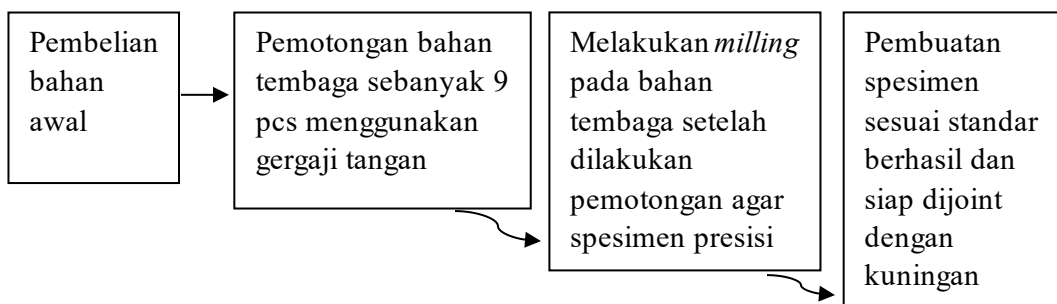 Pembelian
bahan
awal
Pemotongan bahan
tembaga sebanyak 9
pcs menggunakan
gergaji tangan
Melakukan milling
pada bahan
tembaga setelah
dilakukan
pemotongan agar
spesimen presisi
Pembuatan
spesimen
sesuai standar
berhasil dan
siap dijoint
dengan
kuningan